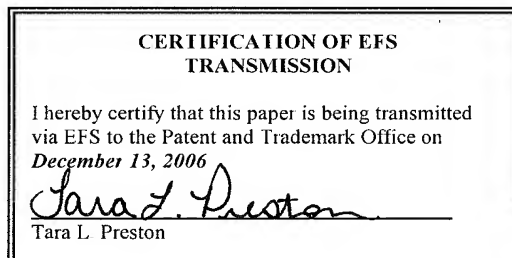 CERTIFICATION OF EFS
TRANSMISSION
I hereby certify that this paper is being transmitted
via EFS to the Patent and Trademark Office on
December 13, 2006
Tara L. Preston
Tara L Preston